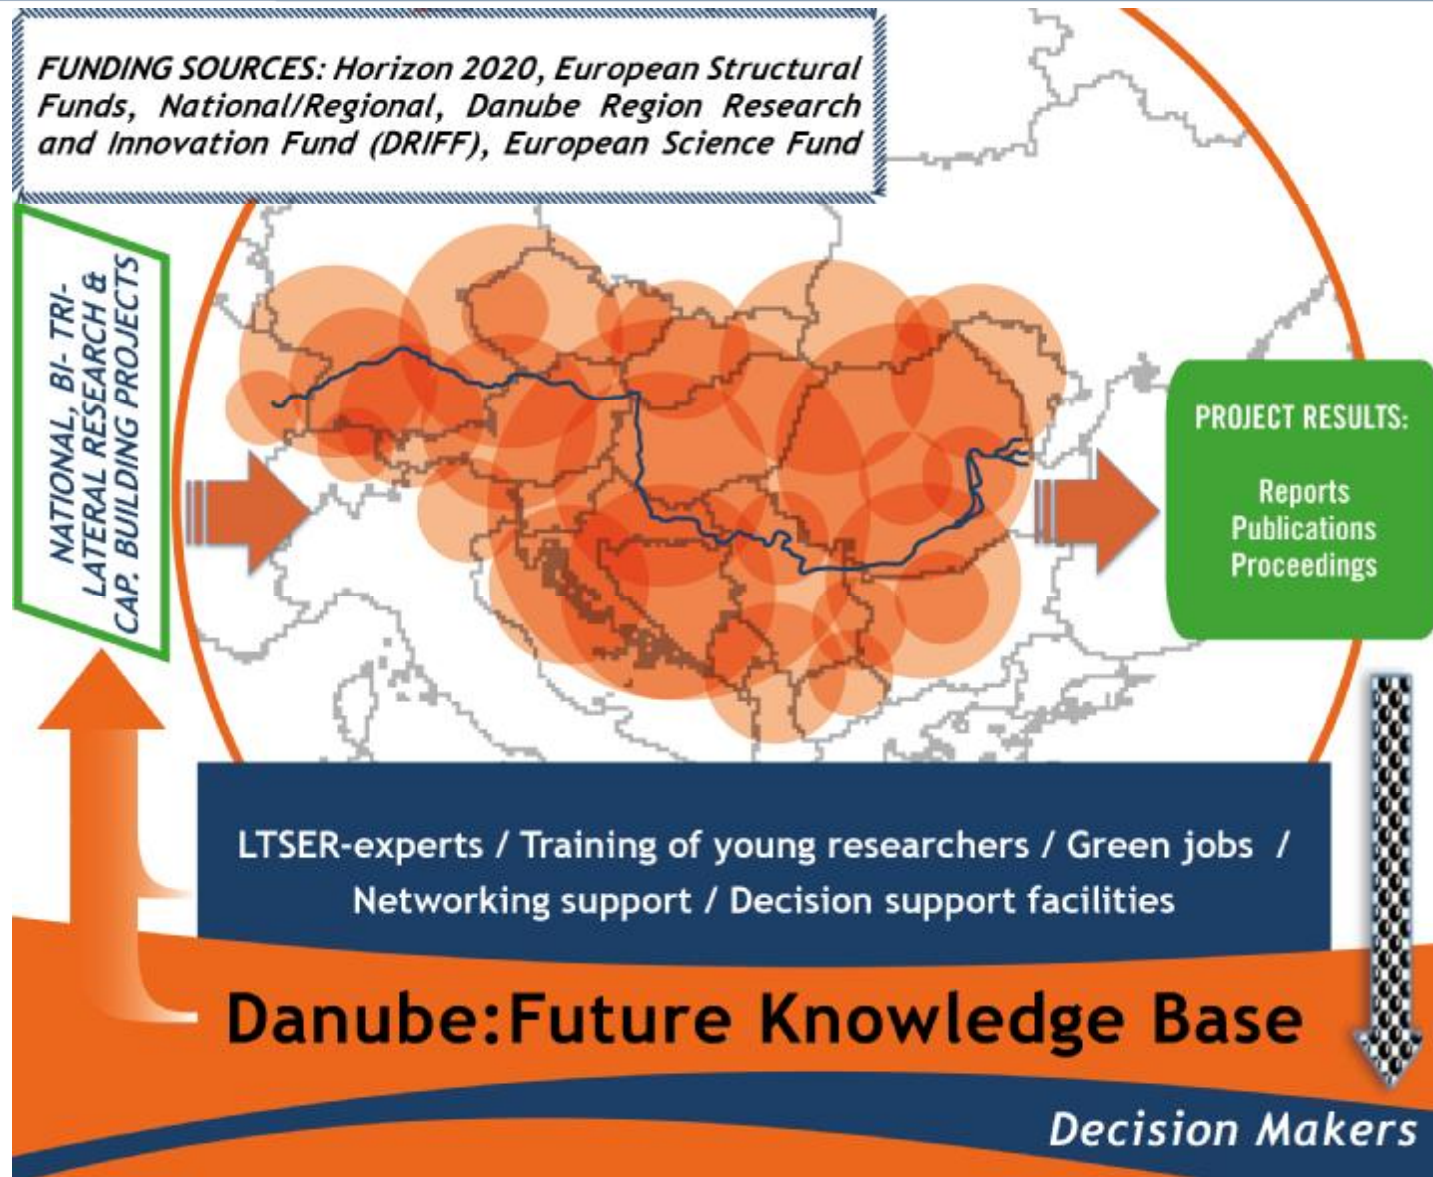 FUNDING SOURCES: Horizon 2020, European Structural
Funds, National/Regional, Danube Region Research
and Innovation Fund (DRIFF), European Science Fund
NATIONAL, BI- TRI-
LATERAL RESEARCH &
CAP. BUILDING PROJECTS
PROJECT RESULTS:
Reports
Publications
Proceedings
LTSER-experts / Training of young researchers / Green jobs /
Networking support / Decision support facilities
Danube:Future Knowledge Base
Decision Makers